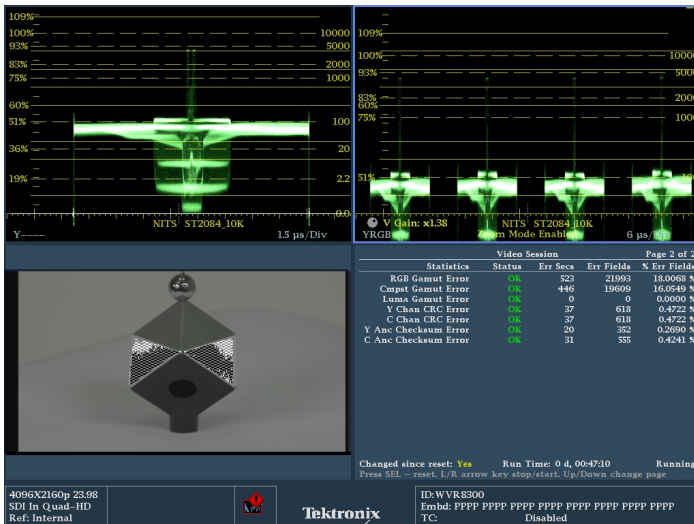 109%
100%
93%
83%
75%
60%
51%
36%
19%
10000
5000
2000
1000
100
20
2.2
0.0
NITS ST2084_10K
Y----
1.5 µs/Div
109%
100%
93%
83%
60%
75%
51%
1000
5000
2000
1000
V Gain: x1.38
NITS ST2084_10K
YRGB
Zoom Mode Enabled
6 µs/Div
Video Session Page 2 of 2
Statistics Status Err Secs Err Fields % Err Fields
RGB Gamut Error OK 523 21993 18.0068 %
Cmpst Gamut Error OK 446 19609 16.0549 %
Luma Gamut Error OK 0 0 0.0000 %
Y Chan CRC Error OK 37 618 0.4722 %
C Chan CRC Error OK 37 618 0.4722 %
Y Anc Checksum Error OK 20 352 0.2690 %
C Anc Checksum Error OK 31 555 0.4241 %
Changed since reset: Yes Run Time: 0 d, 00:47:10 Running
Press SEL - reset. L/R arrow key stop/start. Up/Down change page
4096X2160p 23.98
SDI In Quad-HD
Ref: Internal
Tektronix
ID:WVR8300
Embd: PPPP PPPP PPPP PPPP PPPP PPPP PPPP PPPP
TC: Disabled